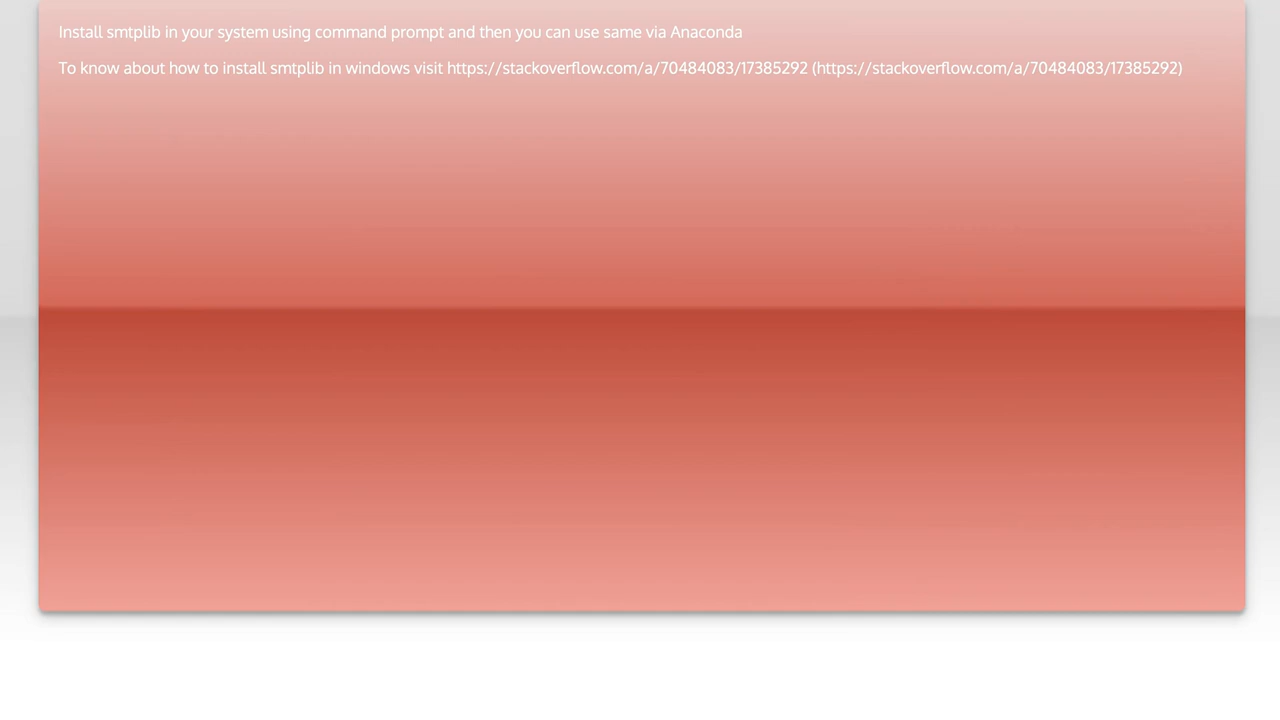 Install smtplib in your system using command prompt and then you can use same via Anaconda
To know about how to install smtplib in windows visit https://stackoverflow.com/a/70484083/17385292 (https://stackoverflow.com/a/70484083/17385292)